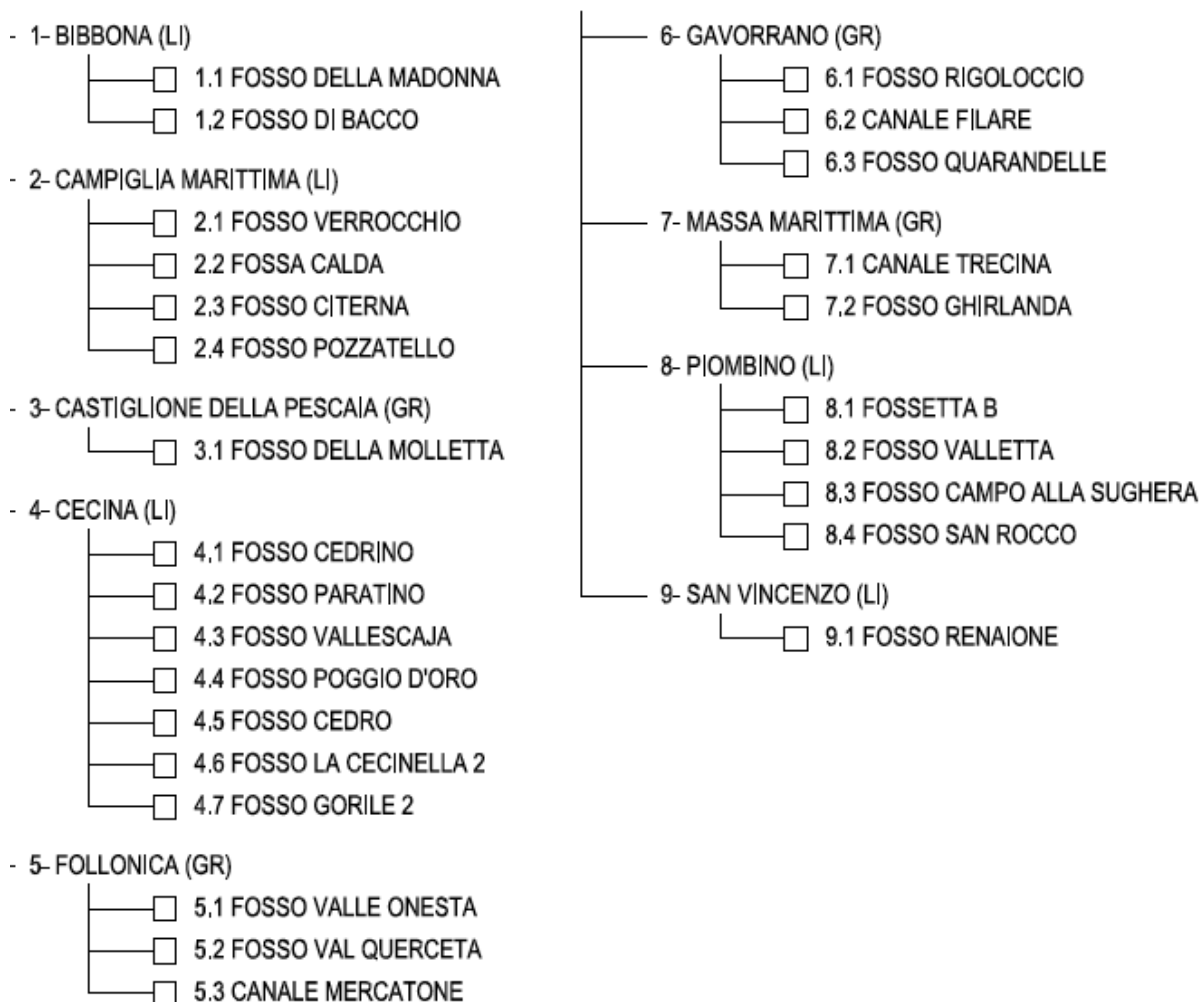 - 1- BIBBONA (LI)
1.1 FOSSO DELLA MADONNA
1.2 FOSSO DI BACCO
- 2- CAMPIGLIA MARITTIMA (LI)
2.1 FOSSO VERROCCHIO
2.2 FOSSA CALDA
2.3 FOSSO CITERNA
2.4 FOSSO POZZATELLO
- 3- CASTIGLIONE DELLA PESCAIA (GR)
3.1 FOSSO DELLA MOLLETTA
- 4- CECINA (LI)
4.1 FOSSO CEDRINO
4.2 FOSSO PARATINO
4.3 FOSSO VALLESCAJA
4.4 FOSSO POGGIO D'ORO
4.5 FOSSO CEDRO
4.6 FOSSO LA CECINELLA 2
4.7 FOSSO GORILE 2
- 5- FOLLONICA (GR)
5.1 FOSSO VALLE ONESTA
5.2 FOSSO VAL QUERCETA
5.3 CANALE MERCATONE
6- GAVORRANO (GR)
6.1 FOSSO RIGOLOCCIO
6.2 CANALE FILARE
6.3 FOSSO QUARANDELLE
7- MASSA MARITTIMA (GR)
7.1 CANALE TRECINA
7.2 FOSSO GHIRLANDA
8- PIOMBINO (LI)
8.1 FOSSETTA B
8.2 FOSSO VALLETTA
8.3 FOSSO CAMPO ALLA SUGHERA
8.4 FOSSO SAN ROCCO
9- SAN VINCENZO (LI)
9.1 FOSSO RENAIONE